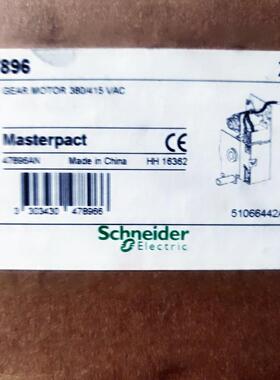 896
GEAR MOTOR 380/415 VAC
Masterpact
CE
47896AN Made in China HH 16362
3 303430 478966
51066442
Schneider
Electric